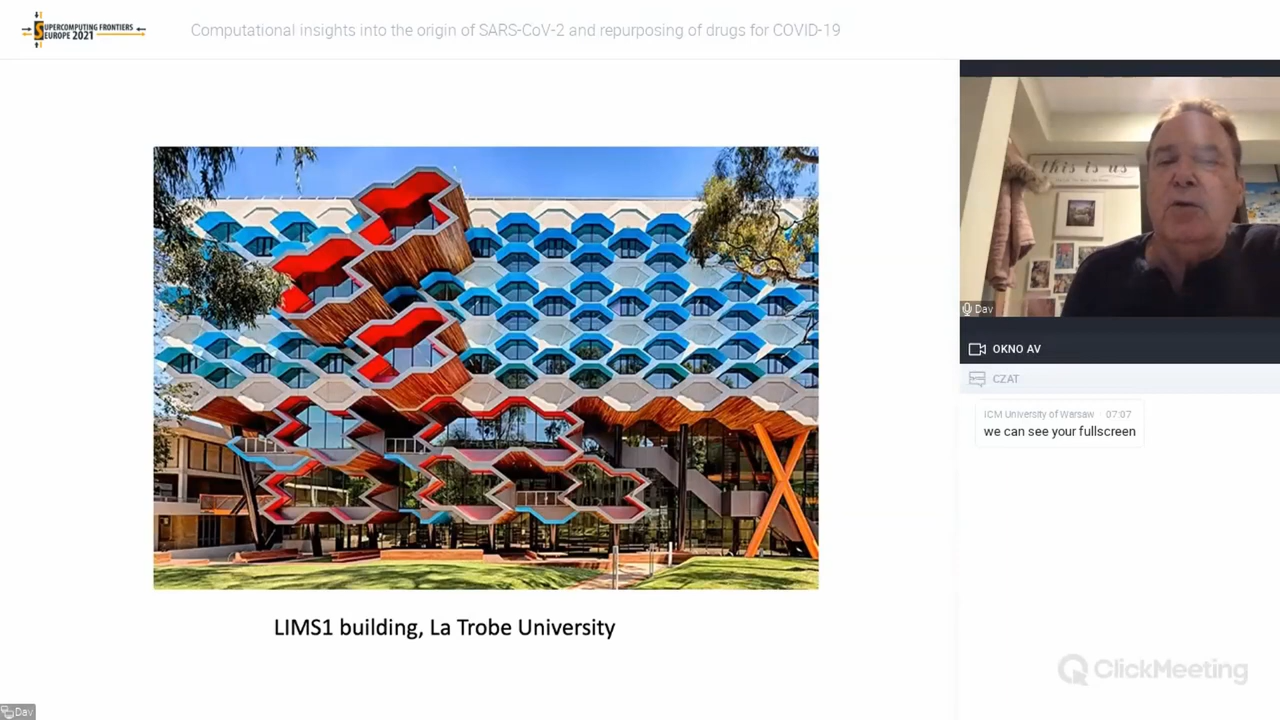 SUPERCOMPUTING FRONTIERS
EUROPE 2021
Computational insights into the origin of SARS-CoV-2 and repurposing of drugs for COVID-19
this is us
Dav
OKNO AV
CZAT
ICM University of Warsaw · 07:07
we can see your fullscreen
LIMS1 building, La Trobe University
ClickMeeting
Dav